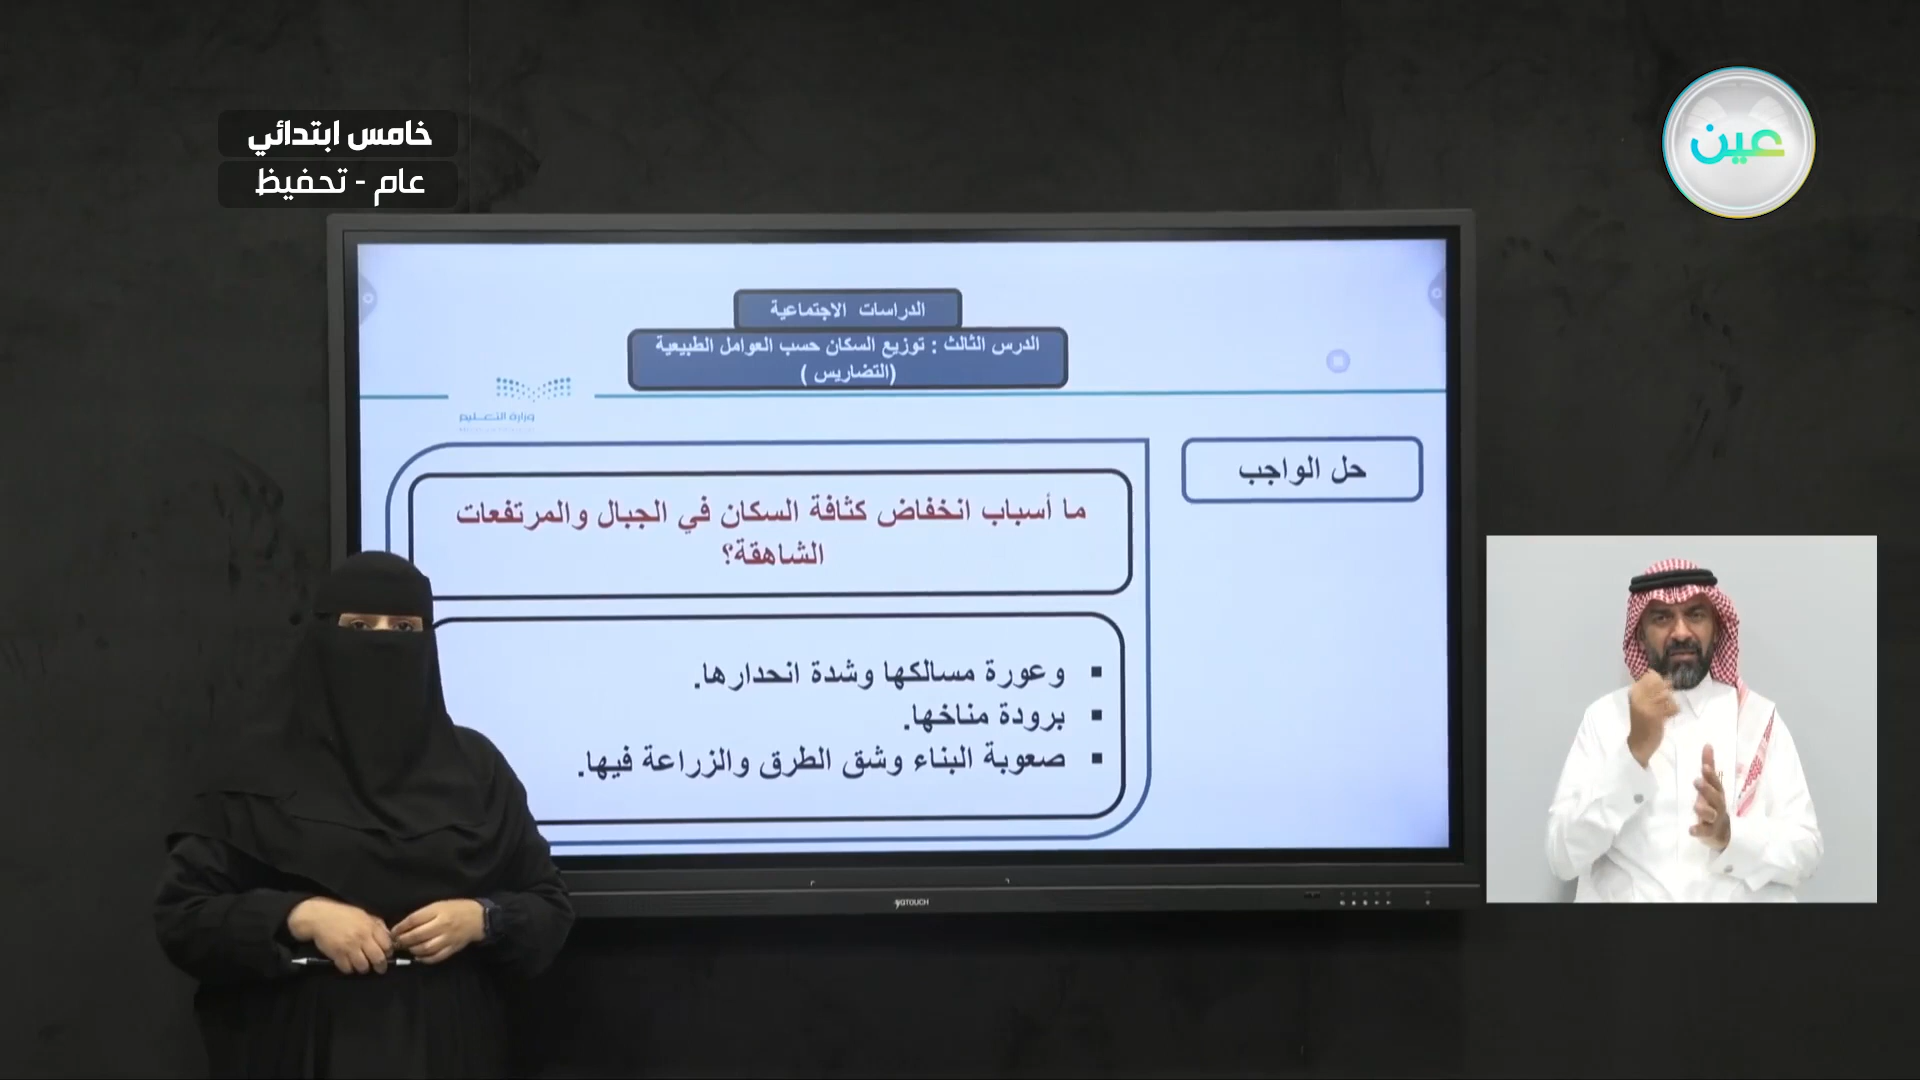 خامس ابتدائي
عام - تحفيظ
عين
الدراسات الاجتماعية
الدرس الثالث : توزيع السكان حسب العوامل الطبيعية
(التضاريس )
وزارة التعليم
حل الواجب
ما أسباب انخفاض كثافة السكان في الجبال والمرتفعات
الشاهقة؟
▪ وعورة مسالكها وشدة انحدارها.
▪ برودة مناخها.
▪ صعوبة البناء وشق الطرق والزراعة فيها.